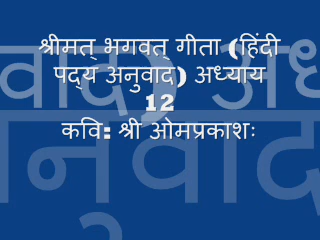 श्रीमत् भगवत् गीता (हिंदी
पद्य अनुवाद) अध्याय
12
कवि: श्री ओमप्रकाशः